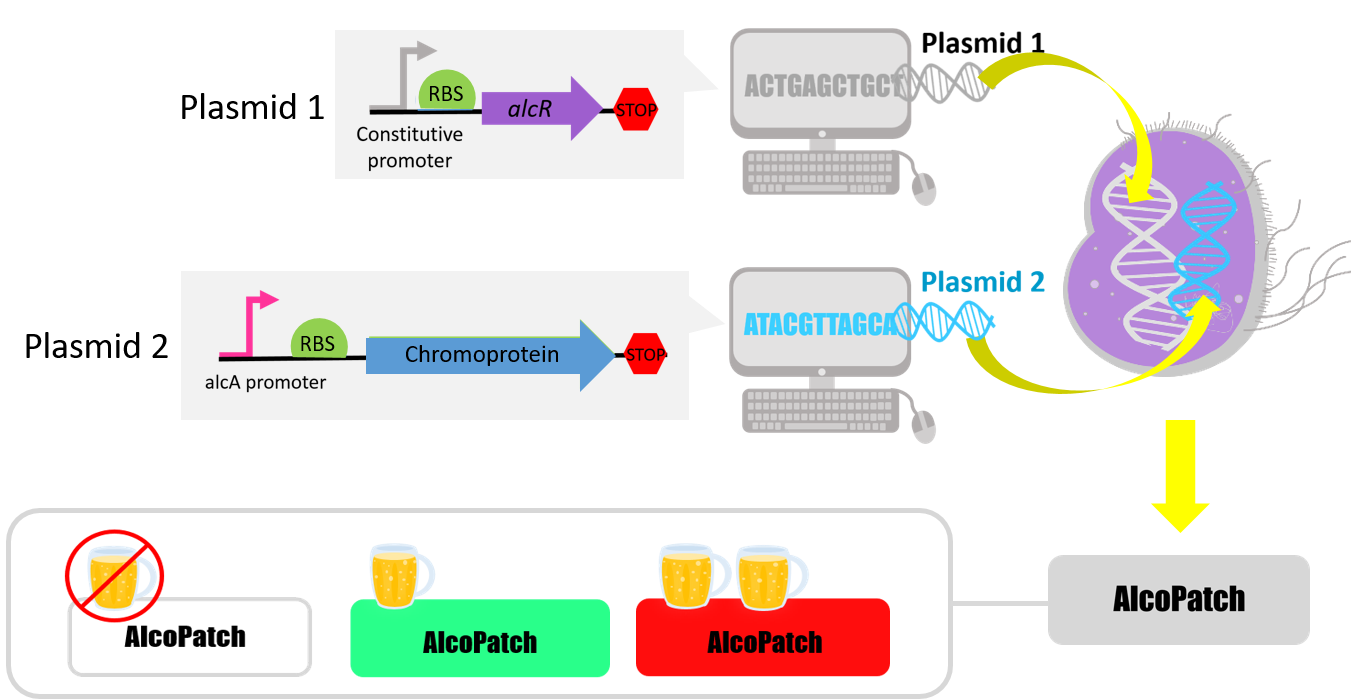 Plasmid 1
RBS
alcR
STOP
Constitutive
promoter
ACTGAGCTGCT
Plasmid 1
Plasmid 2
RBS
Chromoprotein
STOP
alcA promoter
ATACGTTAGCA
Plasmid 2
AlcoPatch
AlcoPatch
AlcoPatch
AlcoPatch